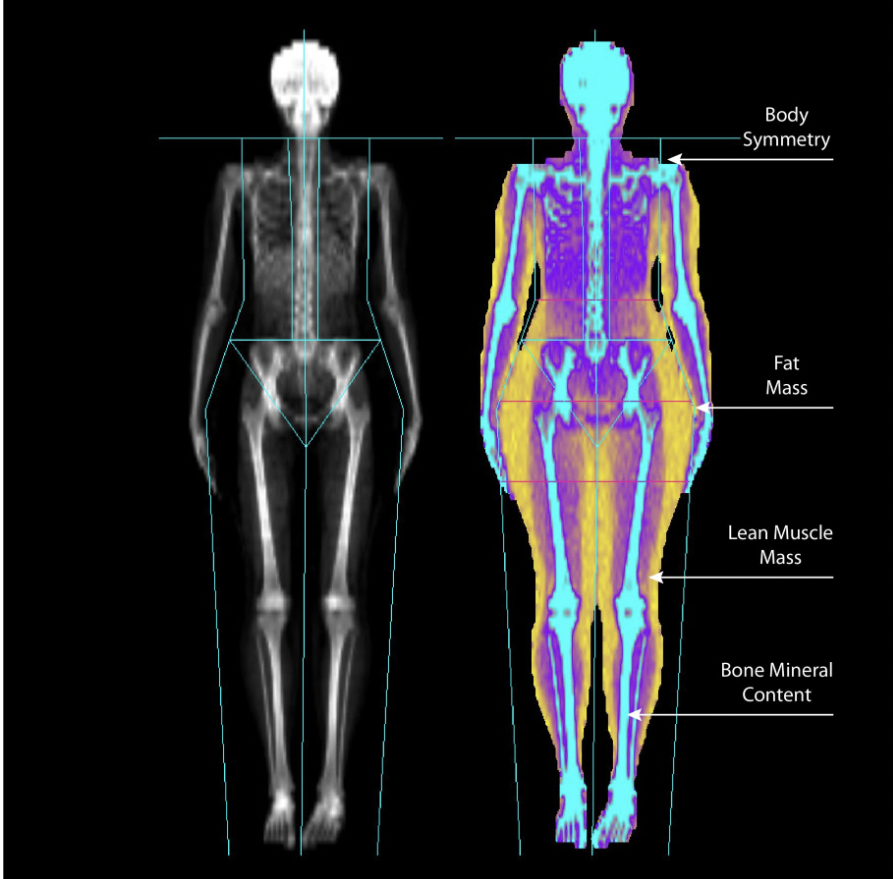 Body
Symmetry
Fat
Mass
Lean Muscle
Mass
Bone Mineral
Content